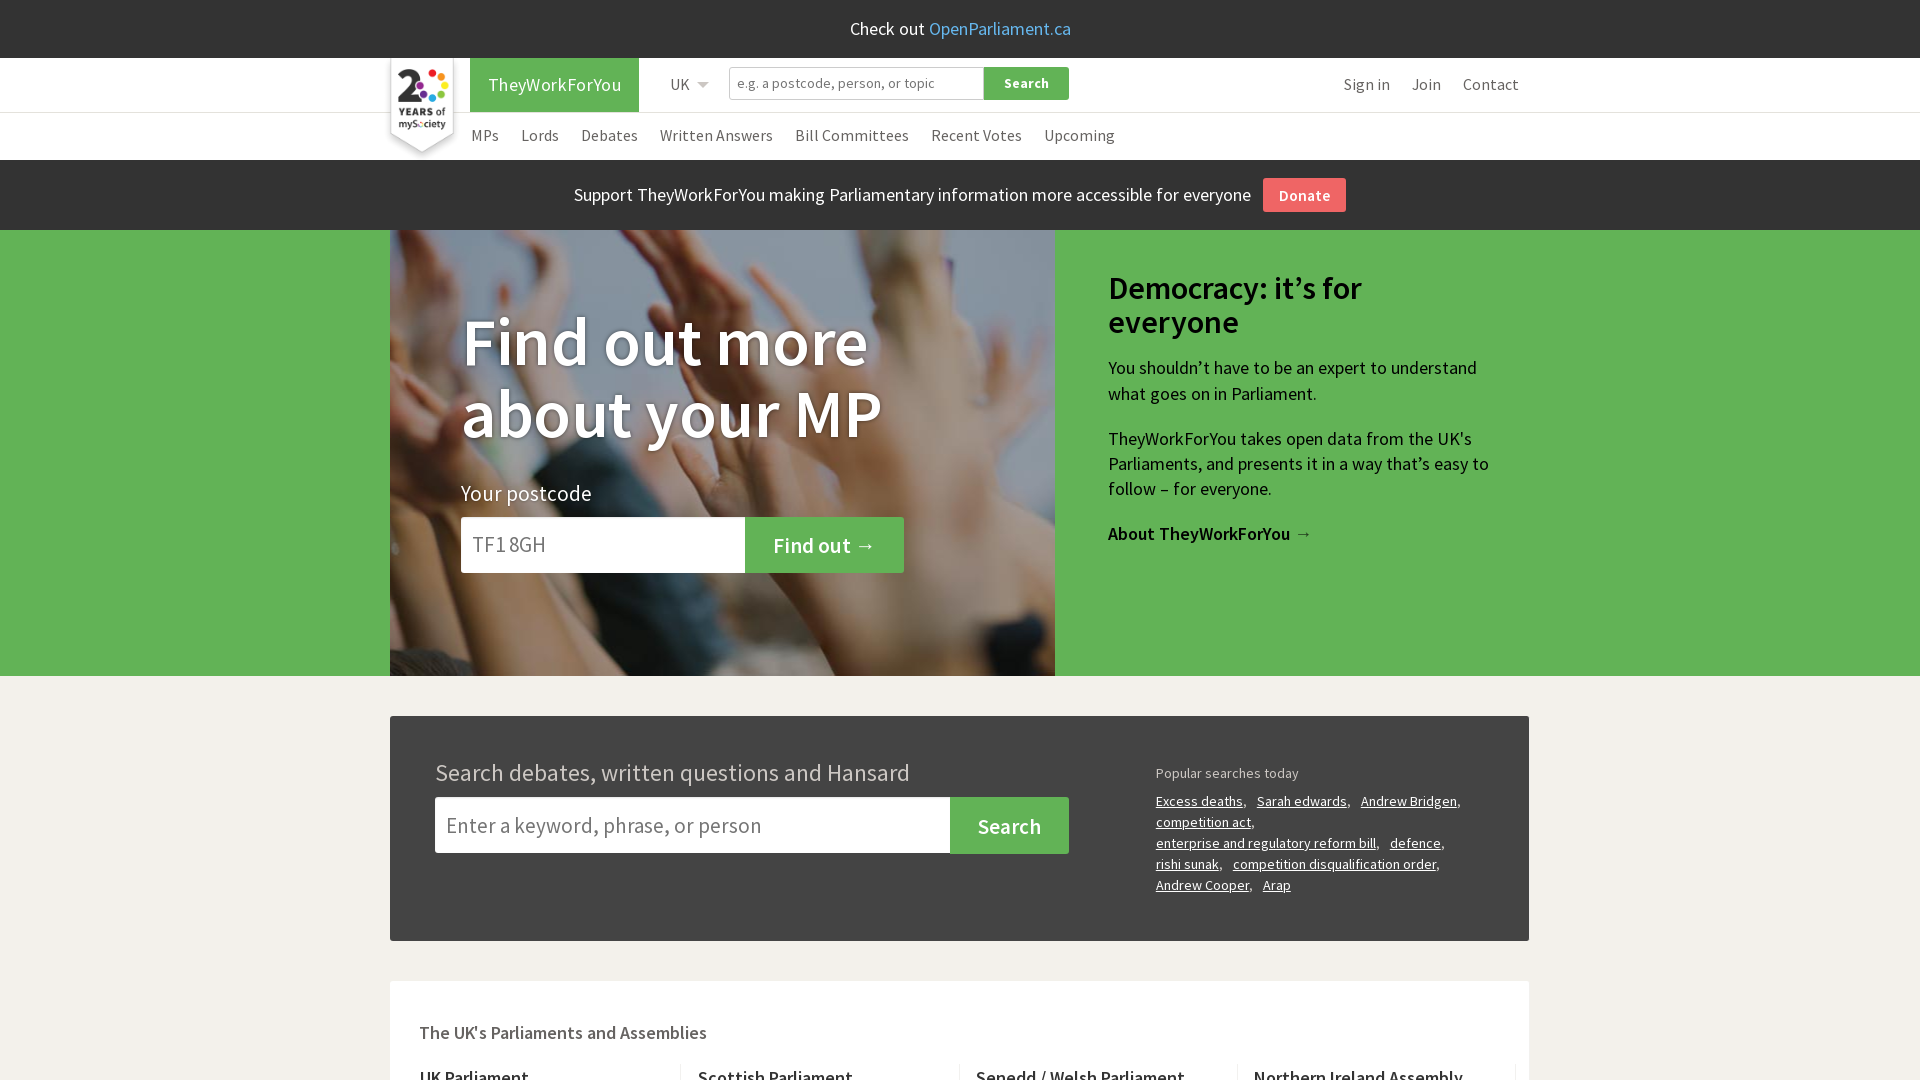 Check out OpenParliament.ca
20
YEARS of
mySociety
TheyWorkForYou
UK
e.g. a postcode, person, or topic
Search
Sign in
Join
Contact
MPs
Lords
Debates
Written Answers
Bill Committees
Recent Votes
Upcoming
Support TheyWorkForYou making Parliamentary information more accessible for everyone
Donate
Find out more
about your MP
Your postcode
TF1 8GH
Find out →
Democracy: it’s for
everyone
You shouldn’t have to be an expert to understand
what goes on in Parliament.
TheyWorkForYou takes open data from the UK's
Parliaments, and presents it in a way that’s easy to
follow – for everyone.
About TheyWorkForYou →
Search debates, written questions and Hansard
Enter a keyword, phrase, or person
Search
Popular searches today
Excess deaths, Sarah edwards, Andrew Bridgen,
competition act,
enterprise and regulatory reform bill, defence,
rishi sunak, competition disqualification order,
Andrew Cooper, Arap
The UK's Parliaments and Assemblies
UK Parliament
Scottish Parliament
Senedd / Welsh Parliament
Northern Ireland Assembly